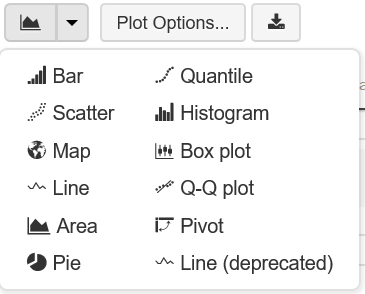 Plot Options...
Bar
Quantile
Scatter
Histogram
Map
Box plot
Line
Q-Q plot
Area
Pivot
Pie
Line (deprecated)